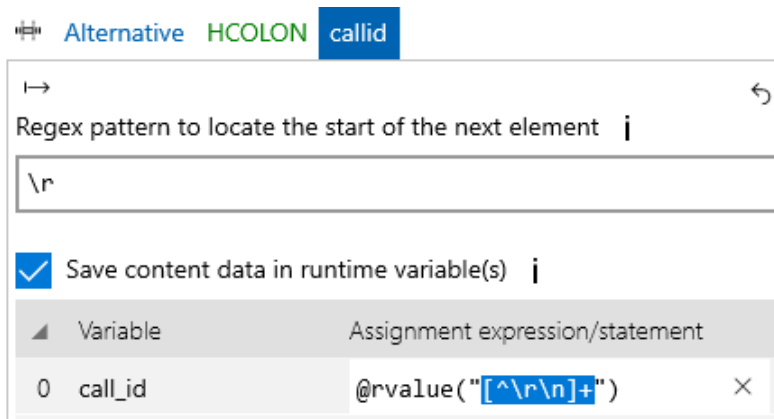 Alternative HCOLON callid
Regex pattern to locate the start of the next element i
\r
Save content data in runtime variable(s) i
Variable Assignment expression/statement
0 call_id @rvalue("[^\r\n]+")